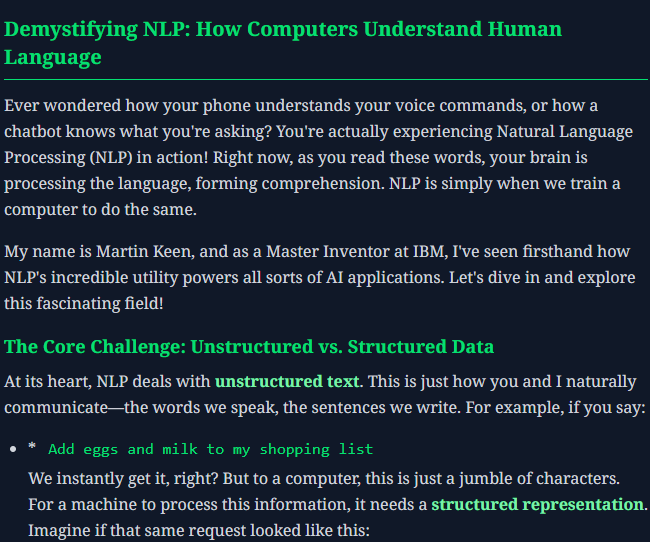 Demystifying NLP: How Computers Understand Human
Language
Ever wondered how your phone understands your voice commands, or how a
chatbot knows what you're asking? You're actually experiencing Natural Language
Processing (NLP) in action! Right now, as you read these words, your brain is
processing the language, forming comprehension. NLP is simply when we train a
computer to do the same.
My name is Martin Keen, and as a Master Inventor at IBM, I've seen firsthand how
NLP's incredible utility powers all sorts of AI applications. Let's dive in and explore
this fascinating field!
The Core Challenge: Unstructured vs. Structured Data
At its heart, NLP deals with unstructured text. This is just how you and I naturally
communicate—the words we speak, the sentences we write. For example, if you say:
• * Add eggs and milk to my shopping list
We instantly get it, right? But to a computer, this is just a jumble of characters.
For a machine to process this information, it needs a structured representation.
Imagine if that same request looked like this: